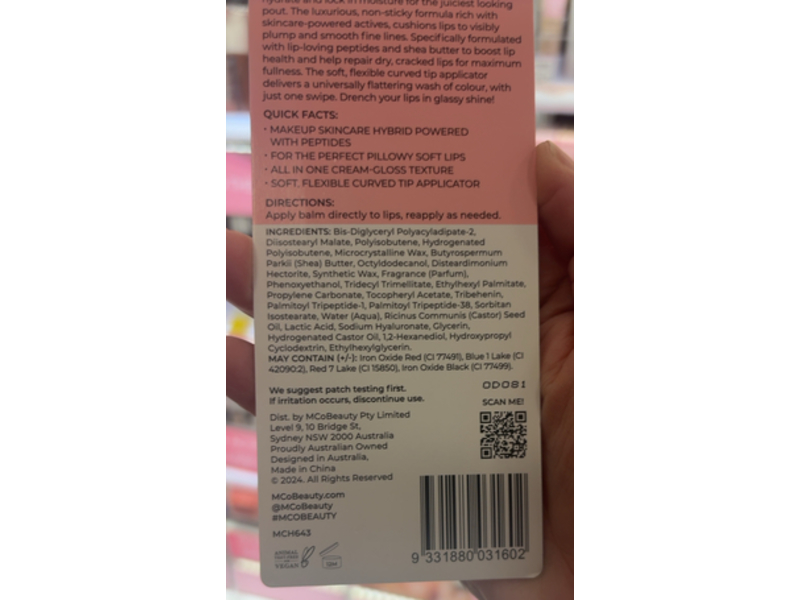 hydrate and lock in moisture for the juiciest looking
pout. The luxurious, non-sticky formula rich with
skincare-powered actives, cushions lips to visibly
plump and smooth fine lines. Specifically formulated
with lip-loving peptides and shea butter to boost lip
health and help repair dry, cracked lips for maximum
fullness. The soft, flexible curved tip applicator
delivers a universally flattering wash of colour, with
just one swipe. Drench your lips in glassy shine!
QUICK FACTS:
· MAKEUP SKINCARE HYBRID POWERED
WITH PEPTIDES
· FOR THE PERFECT PILLOWY SOFT LIPS
· ALL IN ONE CREAM-GLOSS TEXTURE
· SOFT, FLEXIBLE CURVED TIP APPLICATOR
DIRECTIONS:
Apply balm directly to lips, reapply as needed.
INGREDIENTS: Bis-Diglyceryl Polyacyladipate-2,
Diisostearyl Malate, Polyisobutene, Hydrogenated
Polyisobutene, Microcrystalline Wax, Butyrospermum
Parkii (Shea) Butter, Octyldodecanol, Disteardimonium
Hectorite, Synthetic Wax, Fragrance (Parfum),
Phenoxyethanol, Tridecyl Trimellitate, Ethylhexyl Palmitate,
Propylene Carbonate, Tocopheryl Acetate, Tribehenin,
Palmitoyl Tripeptide-1, Palmitoyl Tripeptide-38, Sorbitan
Isostearate, Water (Aqua), Ricinus Communis (Castor) Seed
Oil, Lactic Acid, Sodium Hyaluronate, Glycerin,
Hydrogenated Castor Oil, 1,2-Hexanediol, Hydroxypropyl
Cyclodextrin, Ethylhexylglycerin.
MAY CONTAIN (+/-): Iron Oxide Red (CI 77491), Blue 1 Lake (CI
42090:2), Red 7 Lake (CI 15850), Iron Oxide Black (CI 77499).
We suggest patch testing first.
If irritation occurs, discontinue use.
OD081
SCAN ME!
Dist. by MCoBeauty Pty Limited
Level 9, 10 Bridge St,
Sydney NSW 2000 Australia
Proudly Australian Owned
Designed in Australia,
Made in China
© 2024. All Rights Reserved
MCoBeauty.com
@MCoBeauty
#MCOBEAUTY
MCH643
9 331880 031602
VEGAN